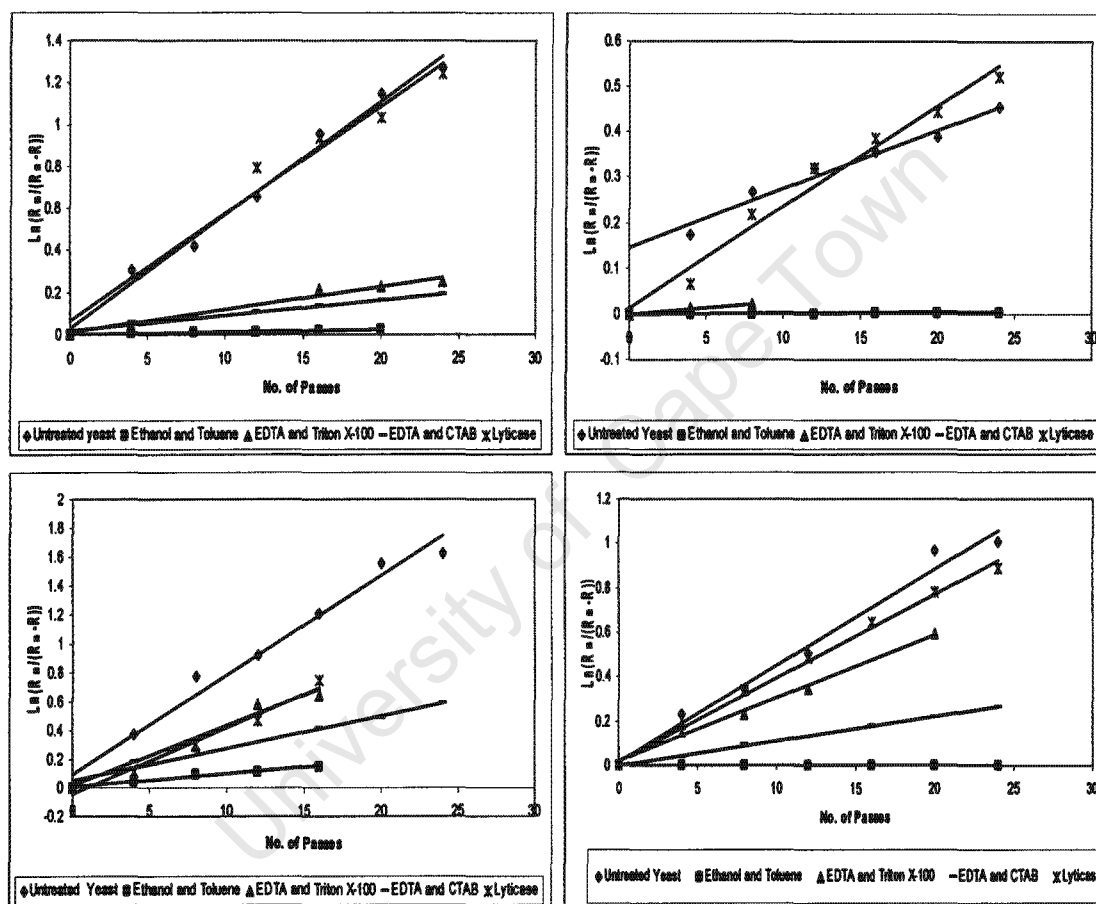 1.4
1.2
1
0.8
0.6
0.4
0.2
0
0 5 10 15 20 25 30
Ln (R m /(R m -R))
No. of Passes
Untreated yeast Ethanol and Toluene EDTA and Triton X-100 EDTA and CTAB Lyticase
0.6
0.5
0.4
0.3
0.2
0.1
0
-0.1
0 5 10 15 20 25 30
Ln (R m /(R m -R))
No. of Passes
Untreated Yeast Ethanol and Toluene EDTA and Triton X-100 EDTA and CTAB Lyticase
2
1.8
1.6
1.4
1.2
1
0.8
0.6
0.4
0.2
0
-0.2
0 5 10 15 20 25 30
Ln (R m /(R m -R))
No. of Passes
Untreated Yeast Ethanol and Toluene EDTA and Triton X-100 EDTA and CTAB Lyticase
1.2
1
0.8
0.6
0.4
0.2
0
0 5 10 15 20 25 30
Ln (R m /(R m -R))
No. of Passes
Untreated Yeast Ethanol and Toluene EDTA and Triton X-100 EDTA and CTAB Lyticas
University of Cape Town